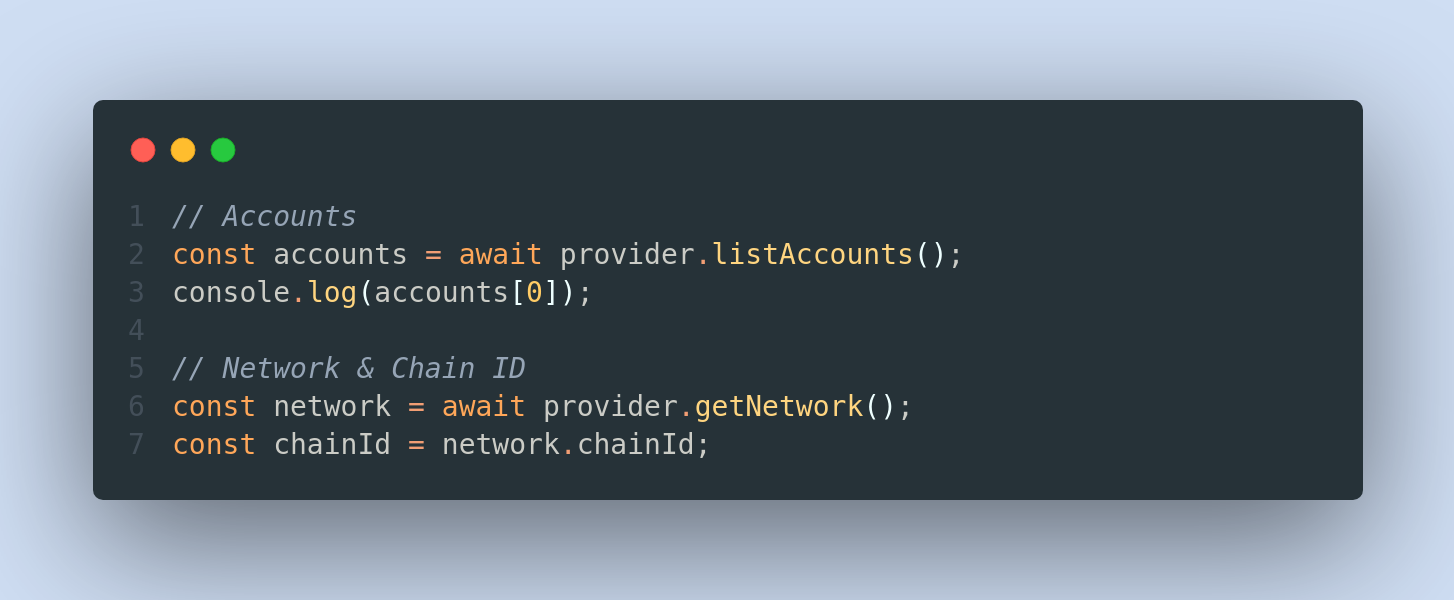 1 // Accounts
2 const accounts = await provider.listAccounts();
3 console.log(accounts[0]);
4
5 // Network & Chain ID
6 const network = await provider.getNetwork();
7 const chainId = network.chainId;